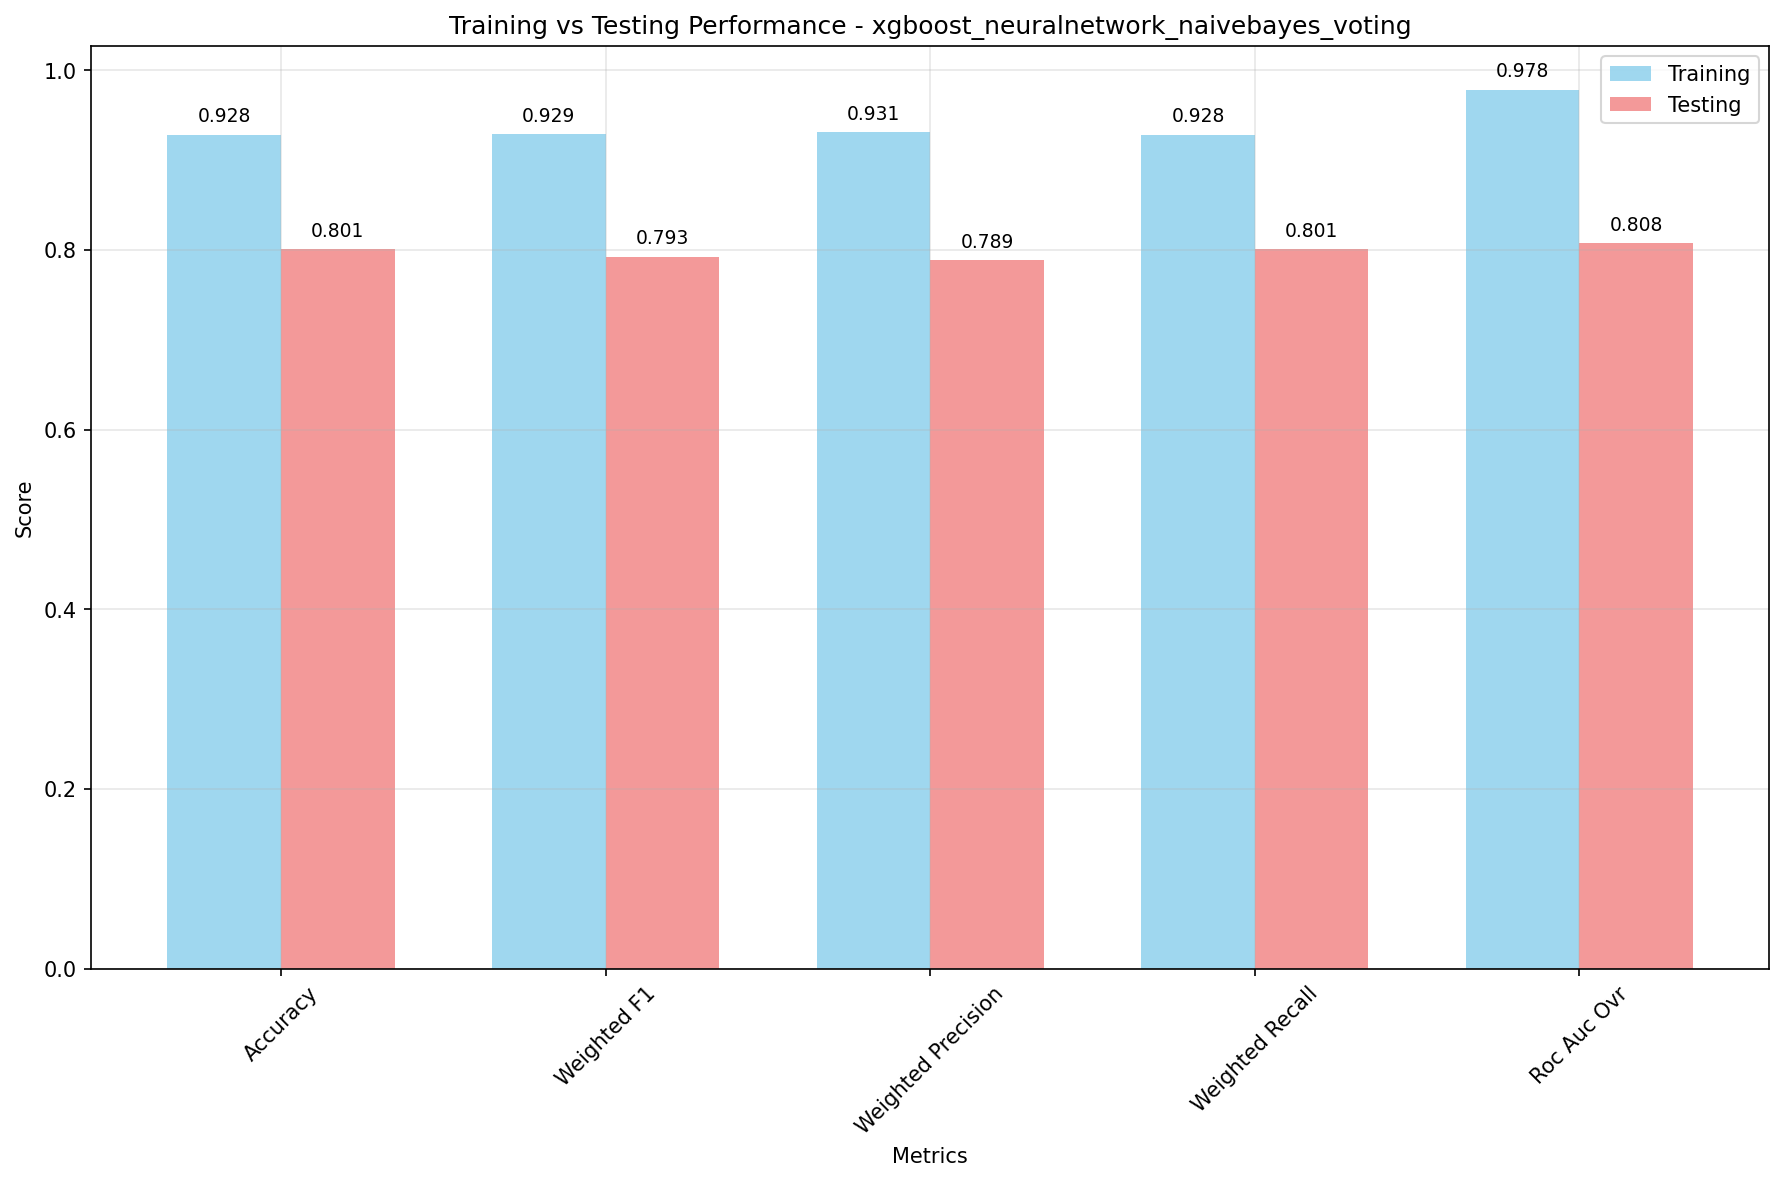 Training vs Testing Performance - xgboost_neuralnetwork_naivebayes_voting
Training
Testing
1.0
0.8
0.6
0.4
0.2
0.0
Score
0.928
0.801
0.929
0.793
0.931
0.789
0.928
0.801
0.978
0.808
Accuracy
Weighted F1
Weighted Precision
Weighted Recall
Roc Auc Ovr
Metrics